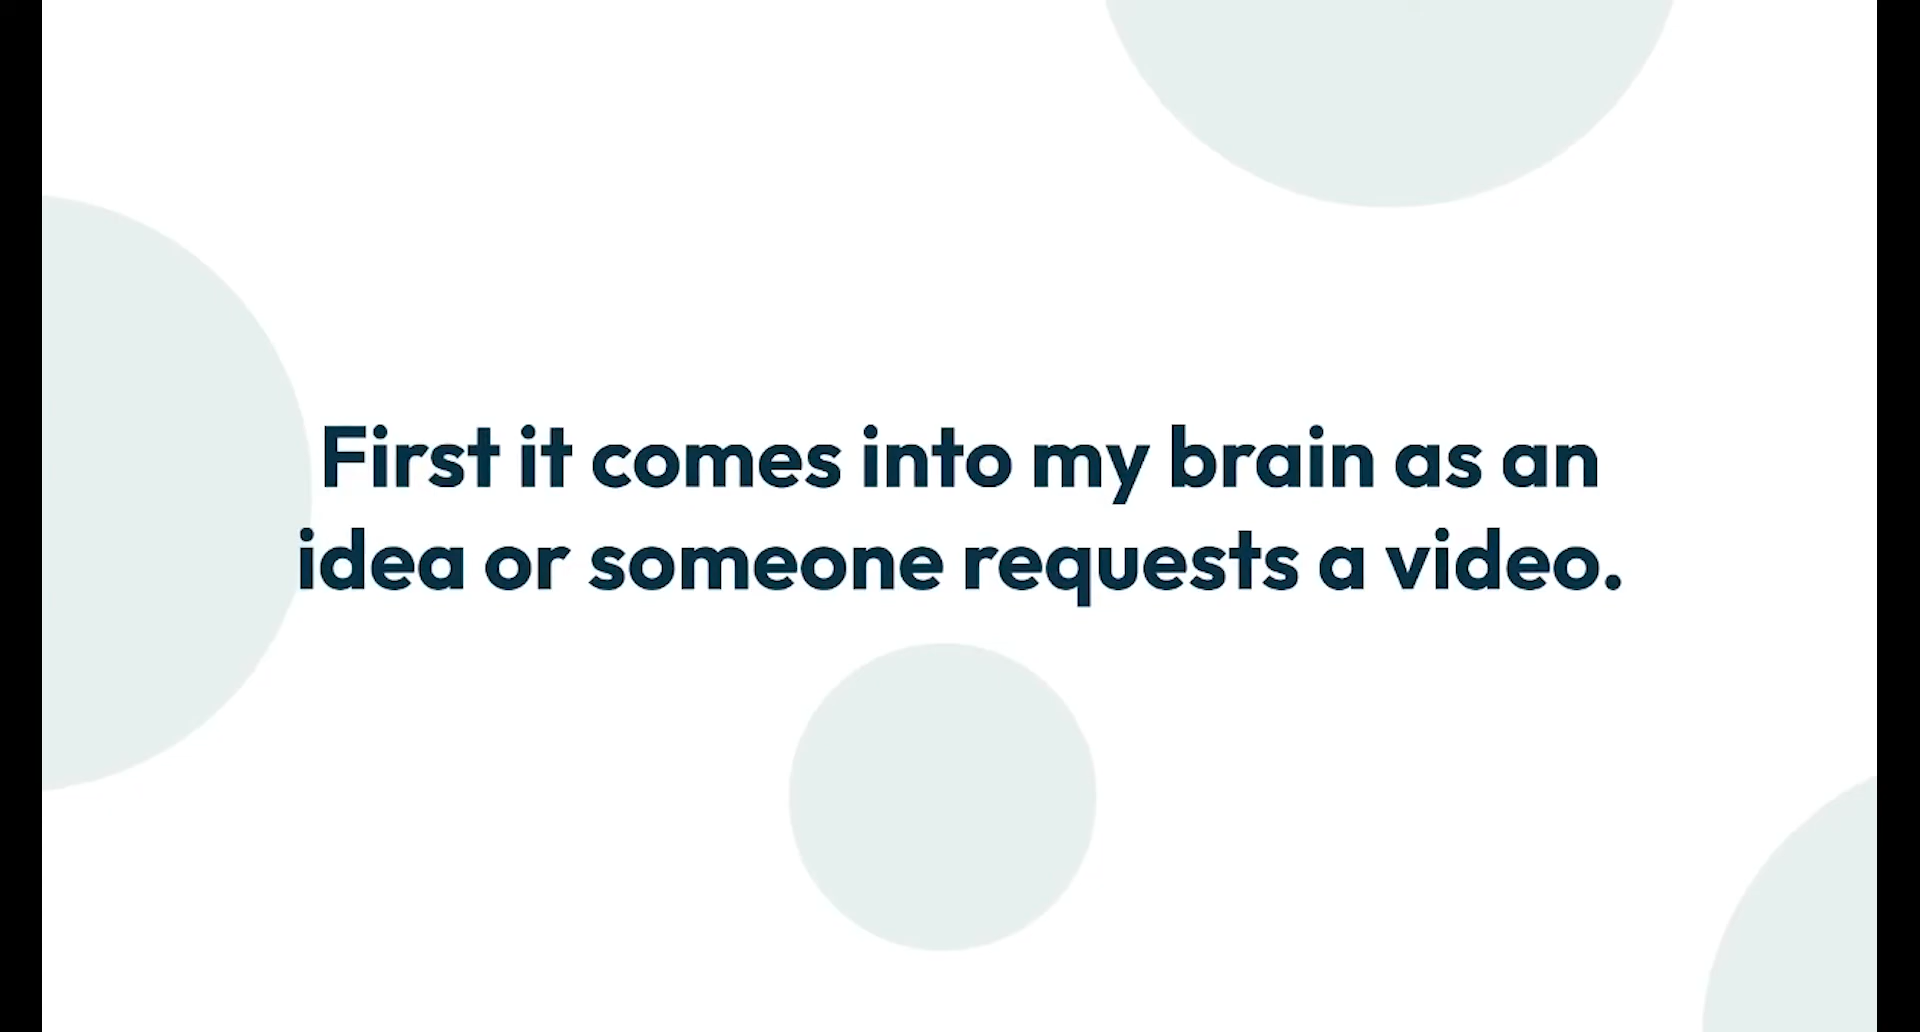 First it comes into my brain as an
idea or someone requests a video.